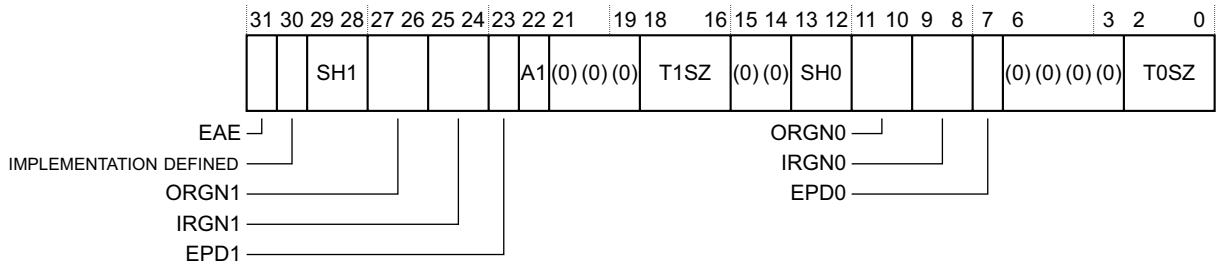 31 30 29 28 27 26 25 24 23 22 21 19 18 16 15 14 13 12 11 10 9 8 7 6 3 2 0
SH1 A1 (0) (0) (0) T1SZ (0) (0) SH0 (0) (0) (0) (0) T0SZ
EAE ORGN0
IMPLEMENTATION DEFINED IRGN0
ORGN1 EPD0
IRGN1
EPD1